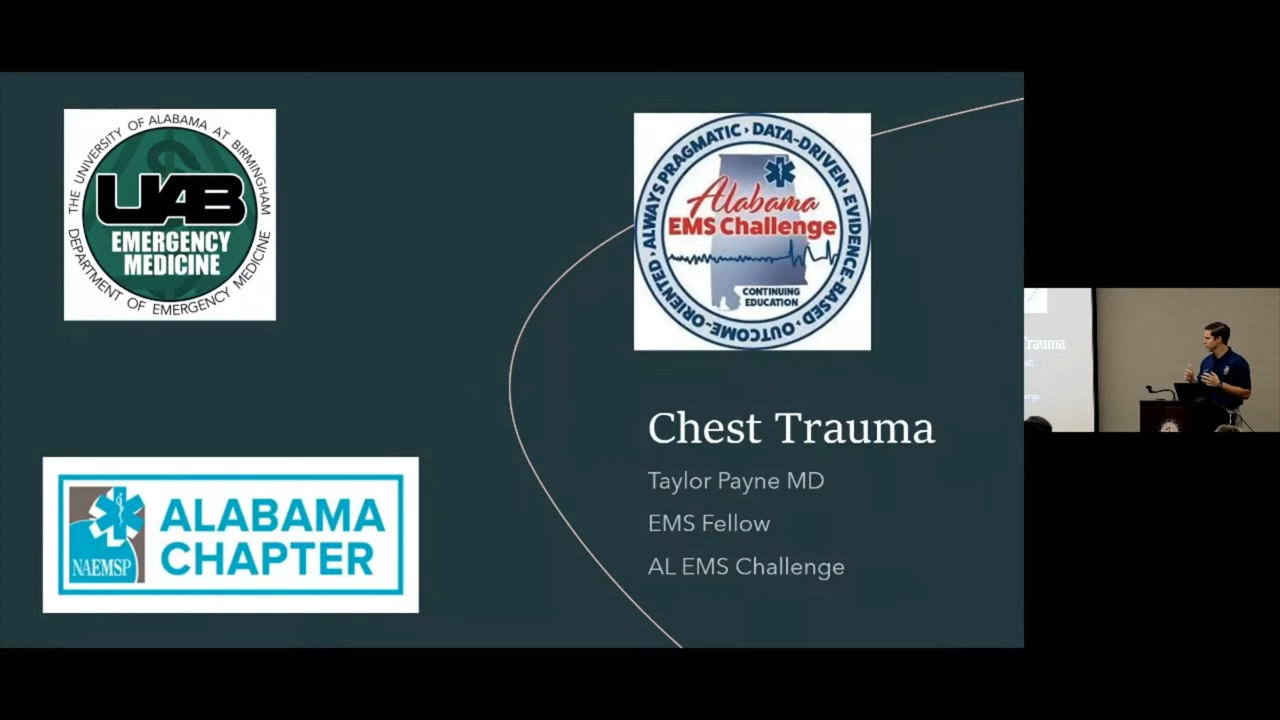 THE UNIVERSITY OF ALABAMA AT BIRMINGHAM
UAB
EMERGENCY
MEDICINE
DEPARTMENT OF EMERGENCY MEDICINE
ALWAYS PRAGMATIC · DATA-DRIVEN · EVIDENCE-BASED · OUTCOME-ORIENTED ·
Alabama
EMS Challenge
CONTINUING
EDUCATION
Chest Trauma
Taylor Payne MD
EMS Fellow
AL EMS Challenge
NAEMSP
ALABAMA
CHAPTER
rauma